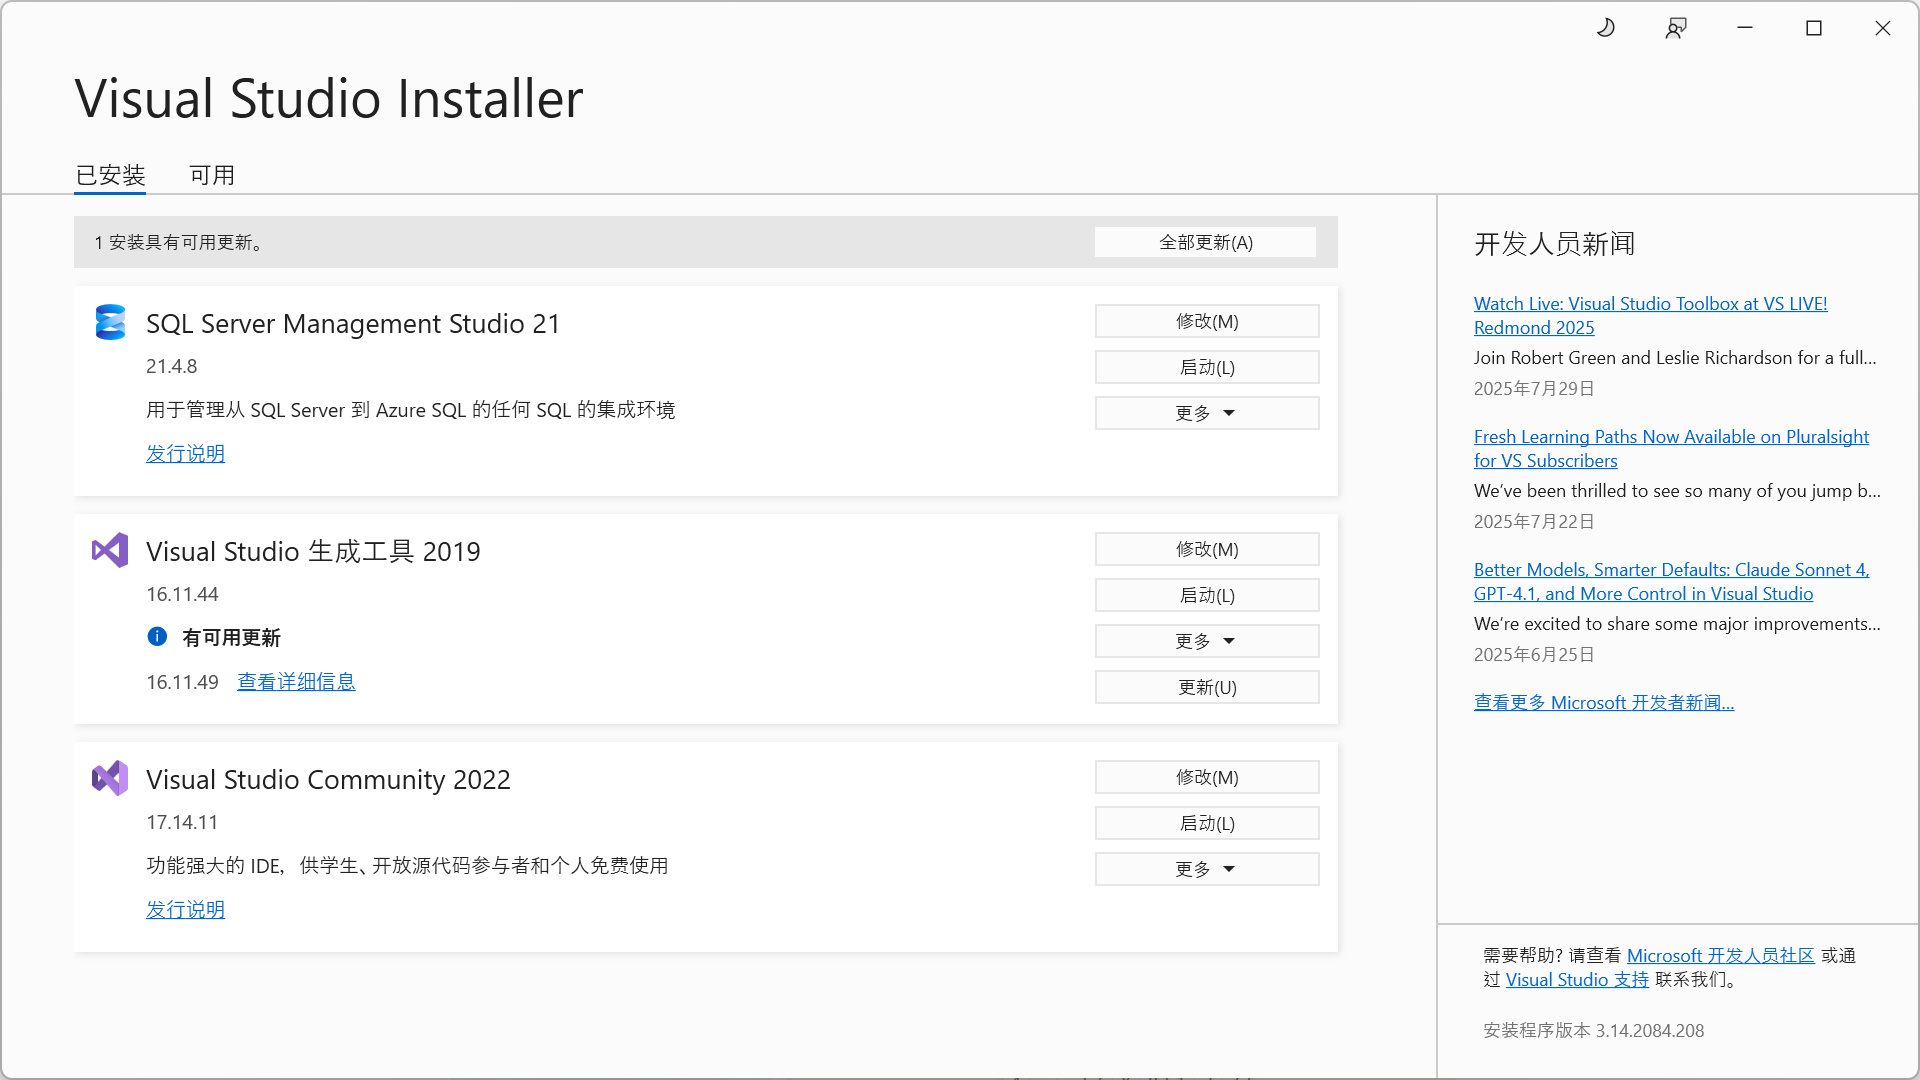 Visual Studio Installer
已安装
可用
1 安装具有可用更新。
全部更新(A)
SQL Server Management Studio 21
21.4.8
用于管理从 SQL Server 到 Azure SQL 的任何 SQL 的集成环境
发行说明
修改(M)
启动(L)
更多
Visual Studio 生成工具 2019
16.11.44
有可用更新
16.11.49 查看详细信息
修改(M)
启动(L)
更多
更新(U)
Visual Studio Community 2022
17.14.11
功能强大的 IDE，供学生、开放源代码参与者和个人免费使用
发行说明
修改(M)
启动(L)
更多
开发人员新闻
Watch Live: Visual Studio Toolbox at VS LIVE!
Redmond 2025
Join Robert Green and Leslie Richardson for a full...
2025年7月29日
Fresh Learning Paths Now Available on Pluralsight
for VS Subscribers
We’ve been thrilled to see so many of you jump b...
2025年7月22日
Better Models, Smarter Defaults: Claude Sonnet 4,
GPT-4.1, and More Control in Visual Studio
We’re excited to share some major improvements...
2025年6月25日
查看更多 Microsoft 开发者新闻...
需要帮助? 请查看 Microsoft 开发人员社区 或通
过 Visual Studio 支持 联系我们。
安装程序版本 3.14.2084.208